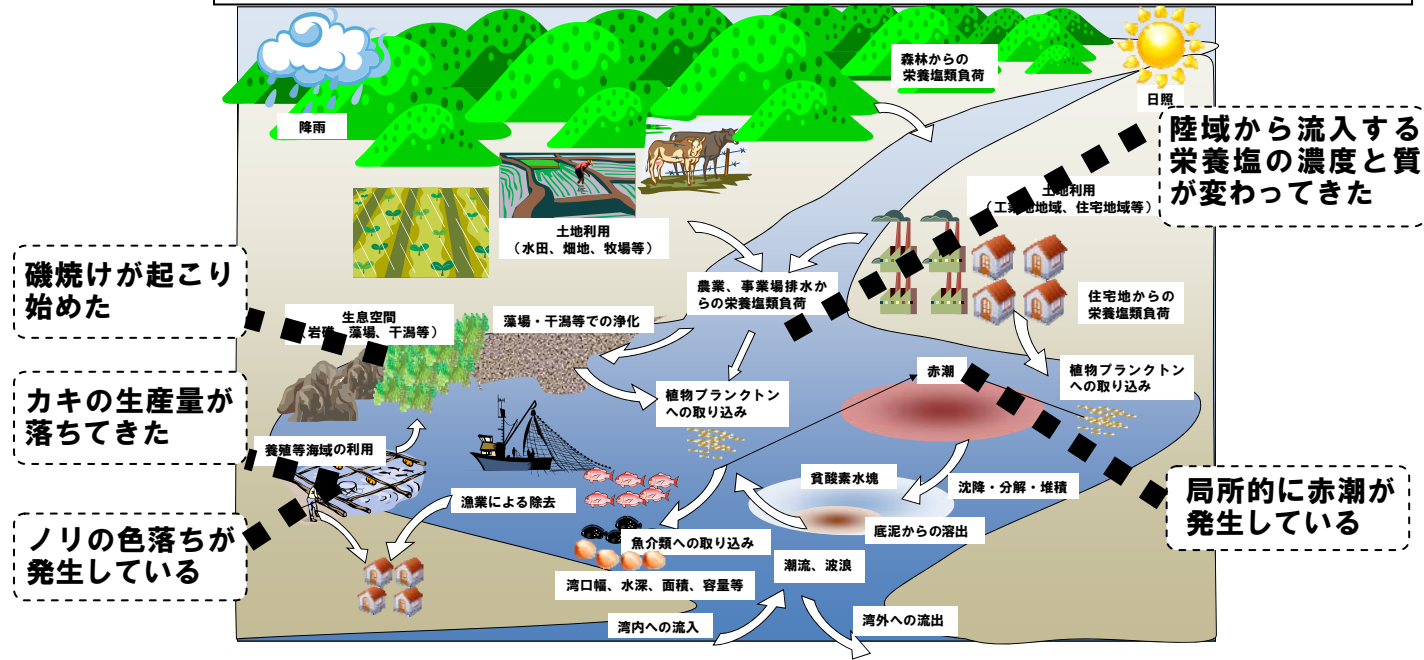 森林からの
栄養塩類負荷
日照
降雨
陸域から流入する
栄養塩の濃度と質
が変わってきた
土地利用
（工業地地域、住宅地域等）
土地利用
（水田、畑地、牧場等）
磯焼けが起こり
始めた
農業、事業場排水か
らの栄養塩類負荷
住宅地からの
栄養塩類負荷
生息空間
（岩礁、藻場、干潟等）
藻場・干潟等での浄化
植物プランクトン
への取り込み
赤潮
植物プランクトン
への取り込み
カキの生産量が
落ちてきた
養殖等海域の利用
貧酸素水塊
沈降・分解・堆積
漁業による除去
局所的に赤潮が
発生している
底泥からの溶出
ノリの色落ちが
発生している
魚介類への取り込み
潮流、波浪
湾口幅、水深、面積、容量等
湾内への流入
湾外への流出